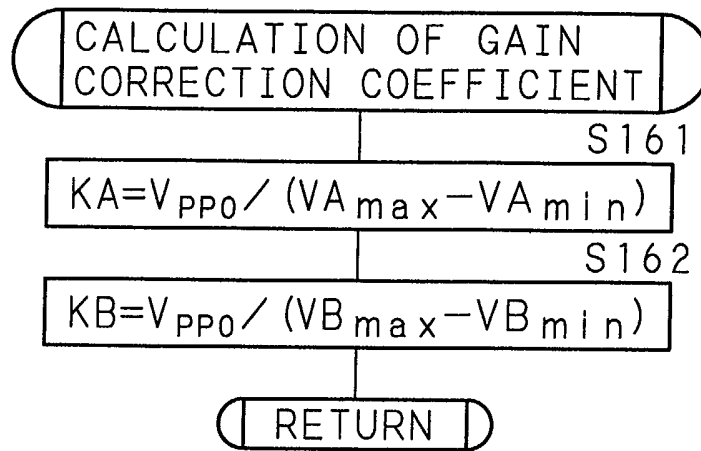 CALCULATION OF GAIN
CORRECTION COEFFICIENT
S161
KA=VPP0/(VAmax-VAmin)
S162
KB=VPP0/(VBmax-VBmin)
RETURN